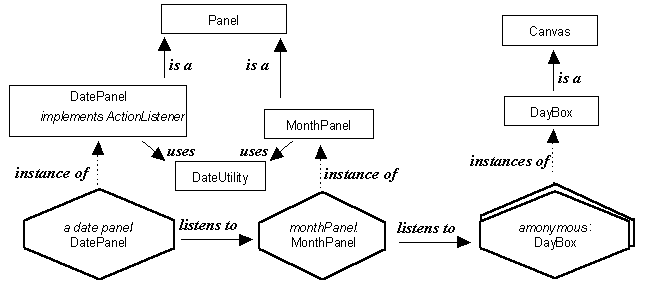 Panel
Canvas
is a
is a
is a
DatePanel
implements ActionListener
MonthPanel
DayBox
uses
uses
DateUtility
instance of
instance of
instances of
a date panel:
DatePanel
listens to
monthPanel:
MonthPanel
listens to
amonymous:
DayBox